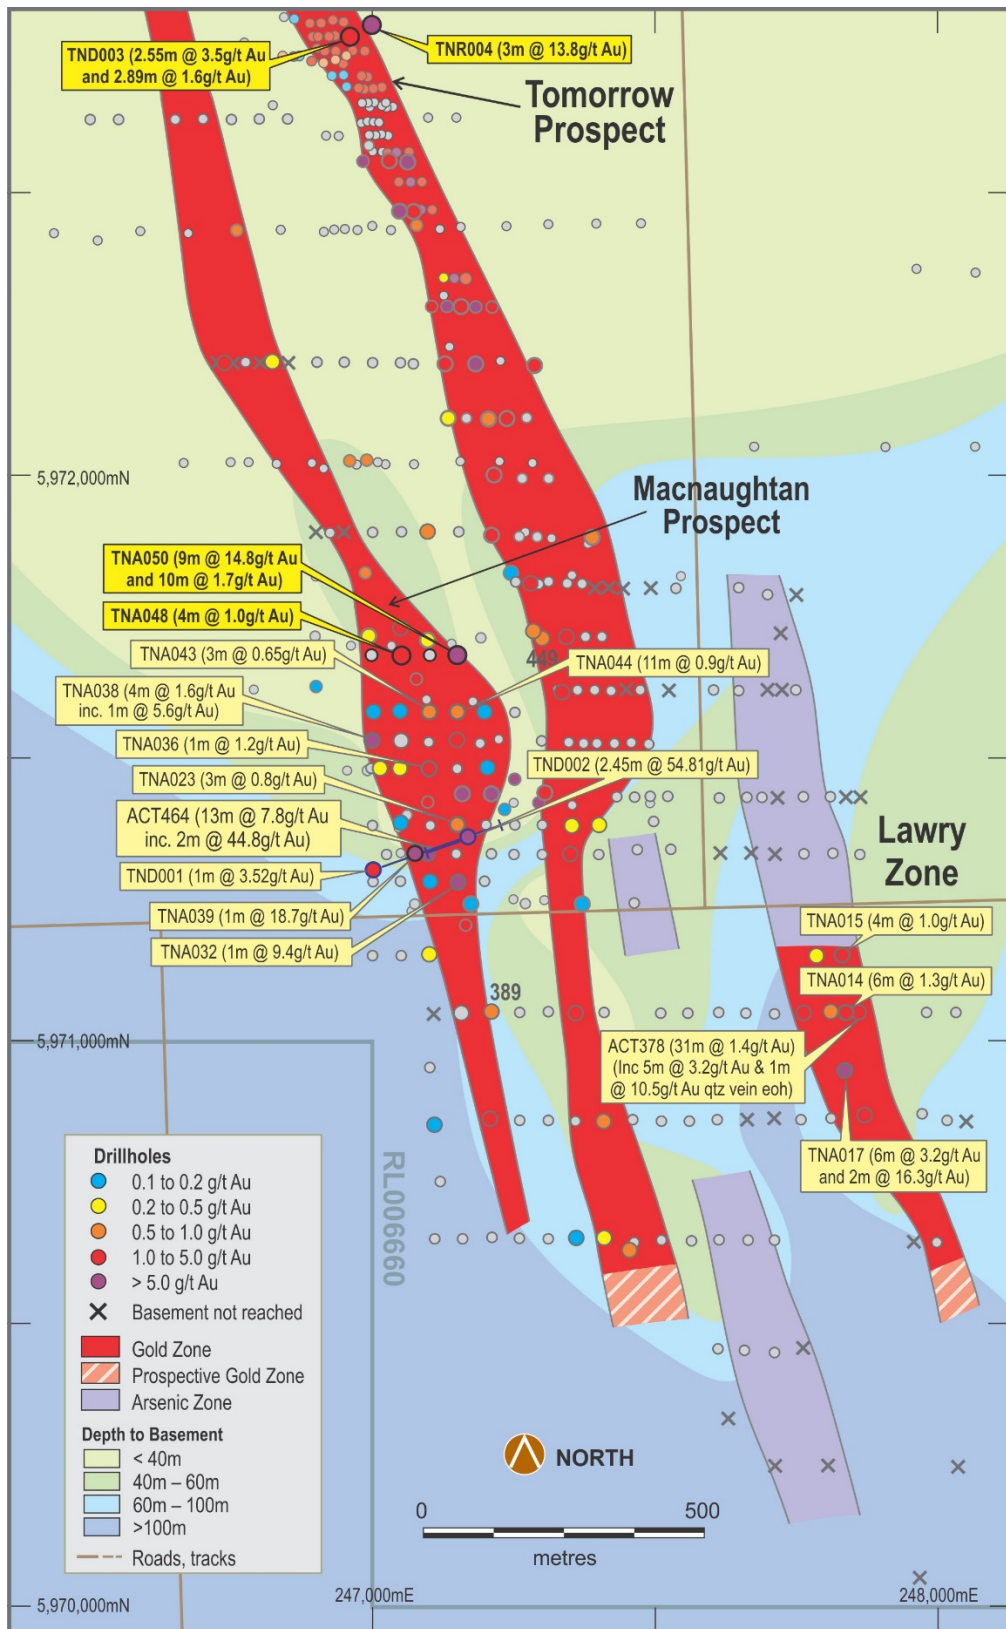 TND003 (2.55m @ 3.5g/t Au
and 2.89m @ 1.6g/t Au)
TNR004 (3m @ 13.8g/t Au)
Tomorrow
Prospect
5,972,000mN
Macnaughtan
Prospect
TNA050 (9m @ 14.8g/t Au
and 10m @ 1.7g/t Au)
TNA048 (4m @ 1.0g/t Au)
TNA043 (3m @ 0.65g/t Au)
449
TNA044 (11m @ 0.9g/t Au)
TNA038 (4m @ 1.6g/t Au
inc. 1m @ 5.6g/t Au)
TNA036 (1m @ 1.2g/t Au)
TND002 (2.45m @ 54.81g/t Au)
TNA023 (3m @ 0.8g/t Au)
ACT464 (13m @ 7.8g/t Au
inc. 2m @ 44.8g/t Au)
Lawry
Zone
TND001 (1m @ 3.52g/t Au)
TNA039 (1m @ 18.7g/t Au)
TNA032 (1m @ 9.4g/t Au)
TNA015 (4m @ 1.0g/t Au)
TNA014 (6m @ 1.3g/t Au)
389
5,971,000mN
ACT378 (31m @ 1.4g/t Au)
(Inc 5m @ 3.2g/t Au & 1m
@ 10.5g/t Au qtz vein eoh)
TNA017 (6m @ 3.2g/t Au
and 2m @ 16.3g/t Au)
RL006660
Drillholes
0.1 to 0.2 g/t Au
0.2 to 0.5 g/t Au
0.5 to 1.0 g/t Au
1.0 to 5.0 g/t Au
> 5.0 g/t Au
Basement not reached
Gold Zone
Prospective Gold Zone
Arsenic Zone
Depth to Basement
< 40m
40m – 60m
60m – 100m
>100m
Roads, tracks
NORTH
0 500
metres
5,970,000mN
247,000mE
248,000mE